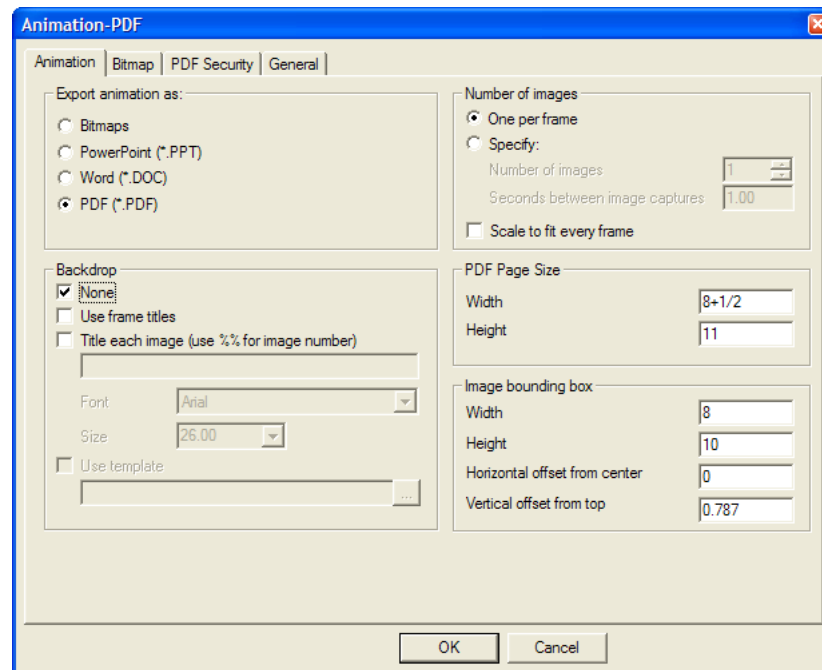 Animation-PDF
Animation
Bitmap
PDF Security
General
Export animation as:
Bitmaps
PowerPoint (*.PPT)
Word (*.DOC)
PDF (*.PDF)
Number of images
One per frame
Specify:
Number of images 1
Seconds between image captures 1.00
Scale to fit every frame
Backdrop
None
Use frame titles
Title each image (use %% for image number)
Font Arial
Size 26.00
Use template
...
PDF Page Size
Width 8+1/2
Height 11
Image bounding box
Width 8
Height 10
Horizontal offset from center 0
Vertical offset from top 0.787
OK
Cancel